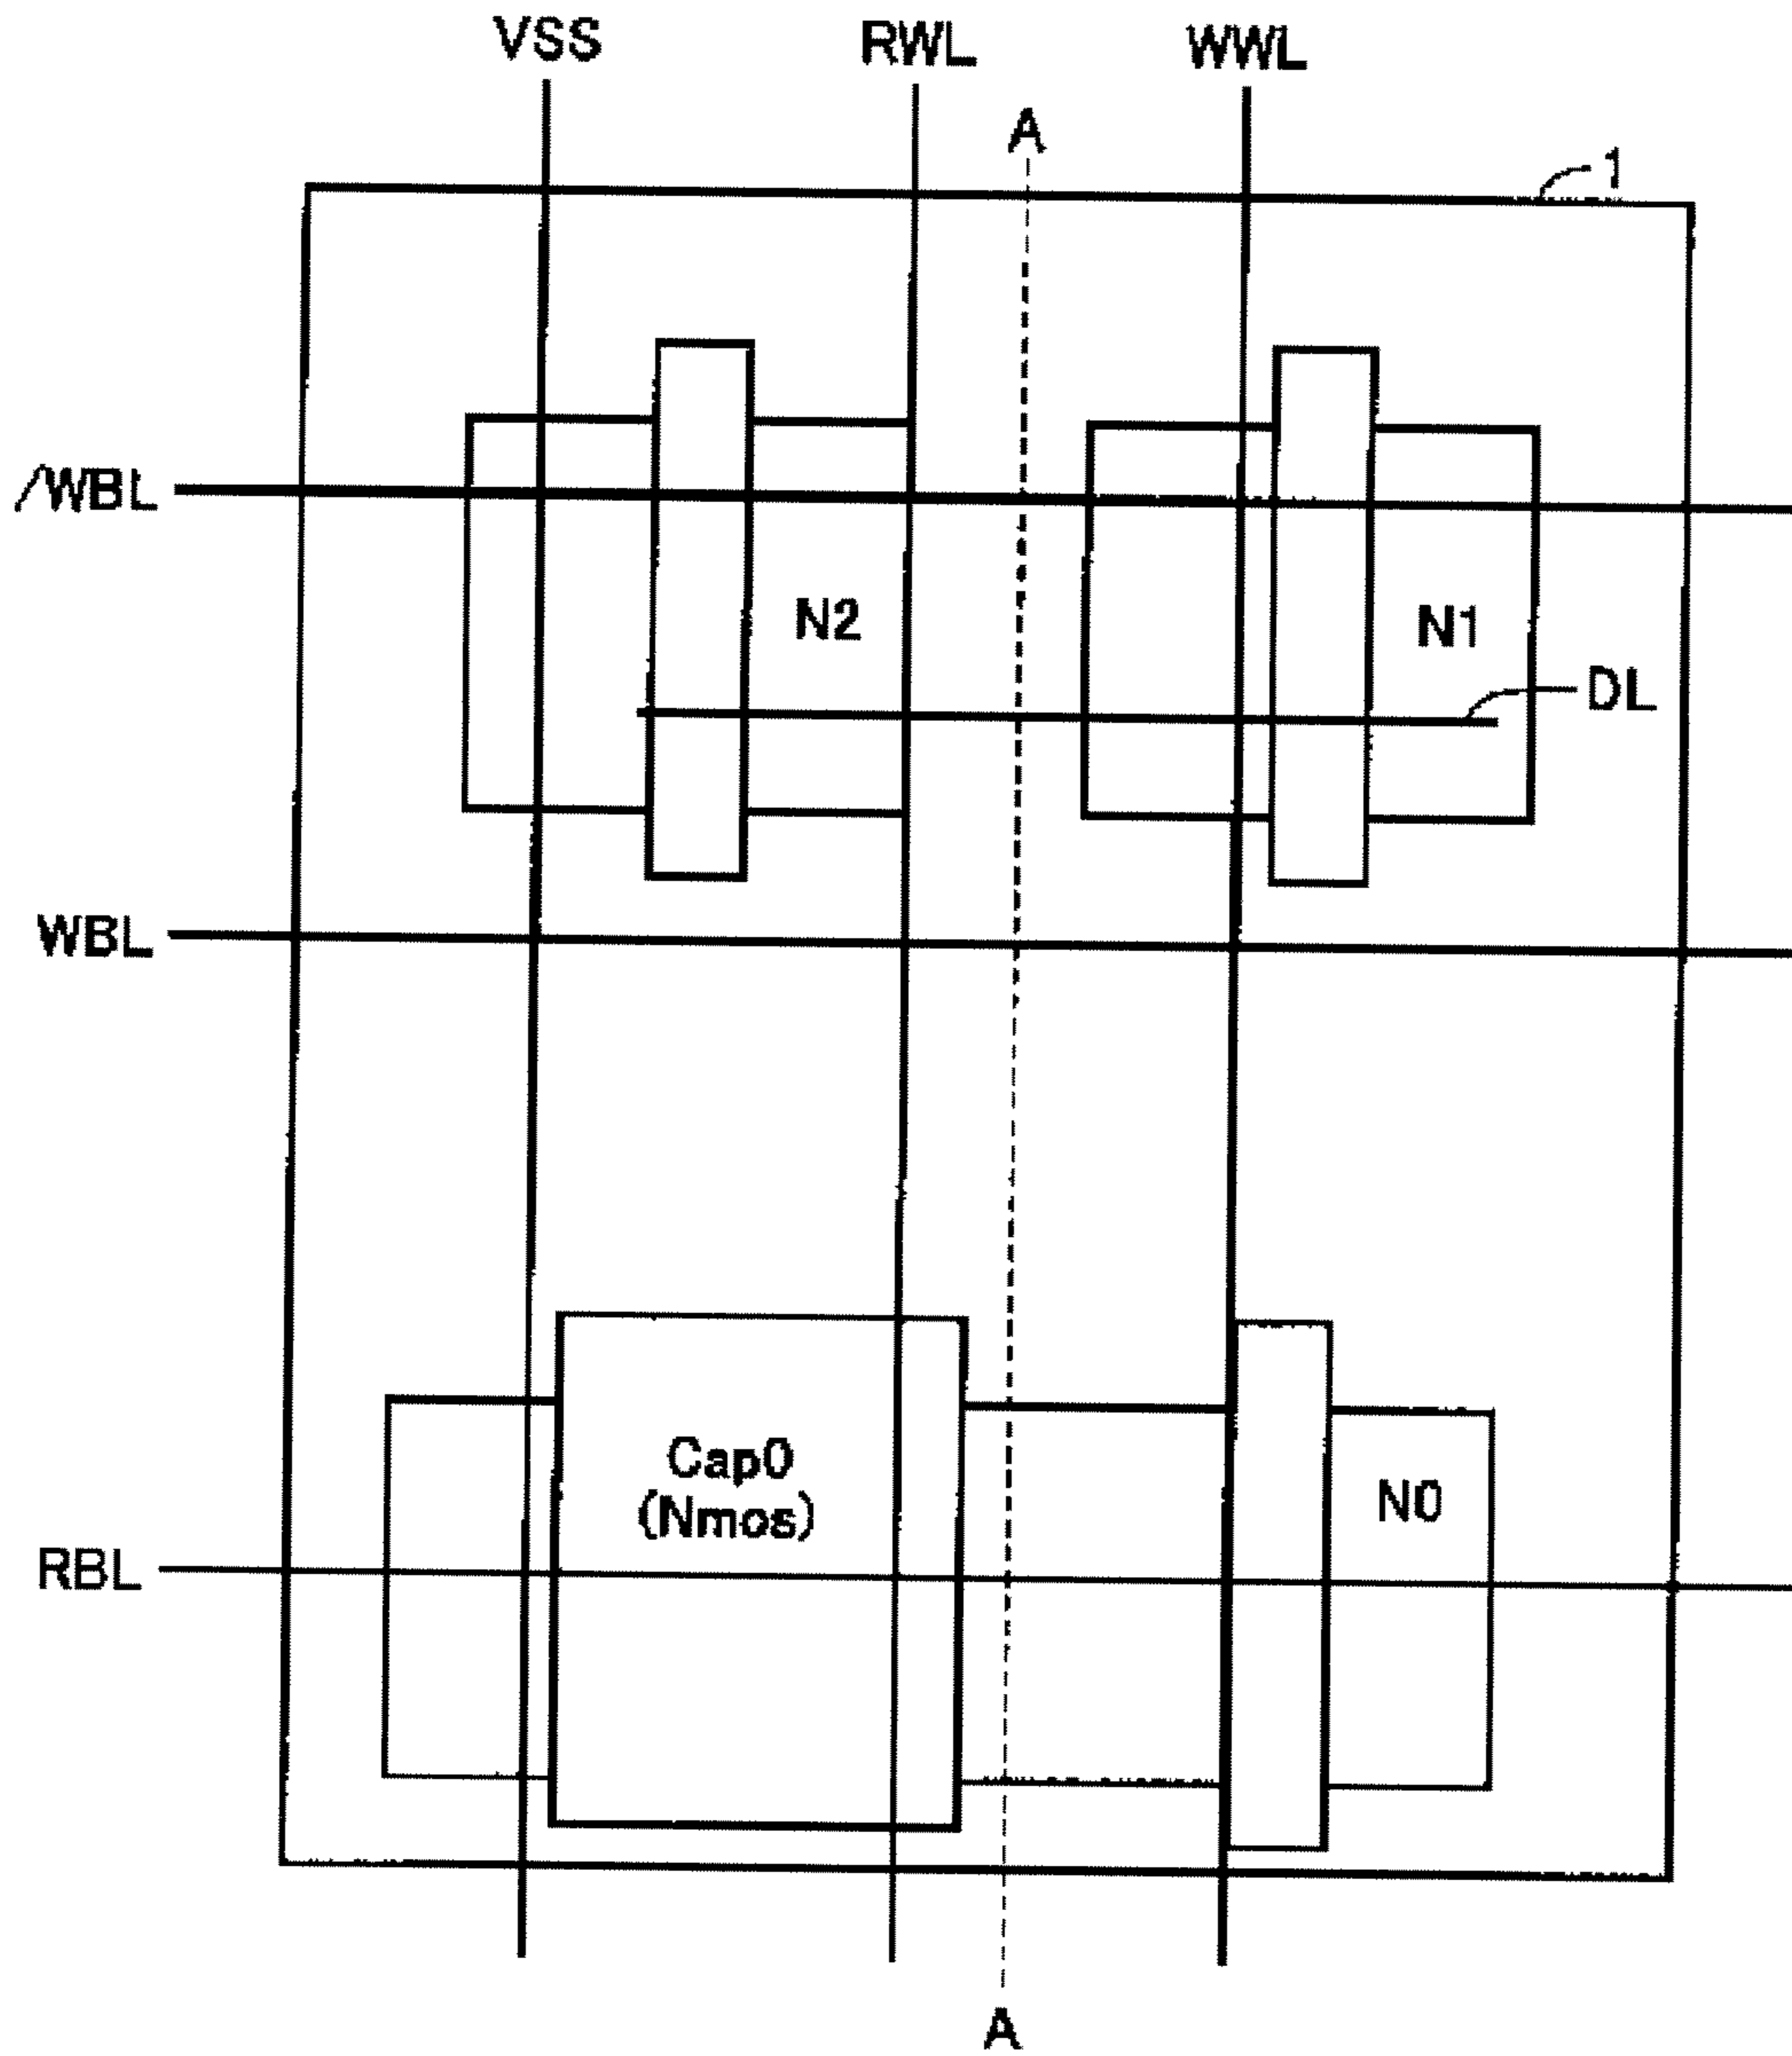 VSS
RWL
WWL
A
1
/WBL
N2
N1
DL
WBL
Cap0
(Nmos)
N0
RBL
A